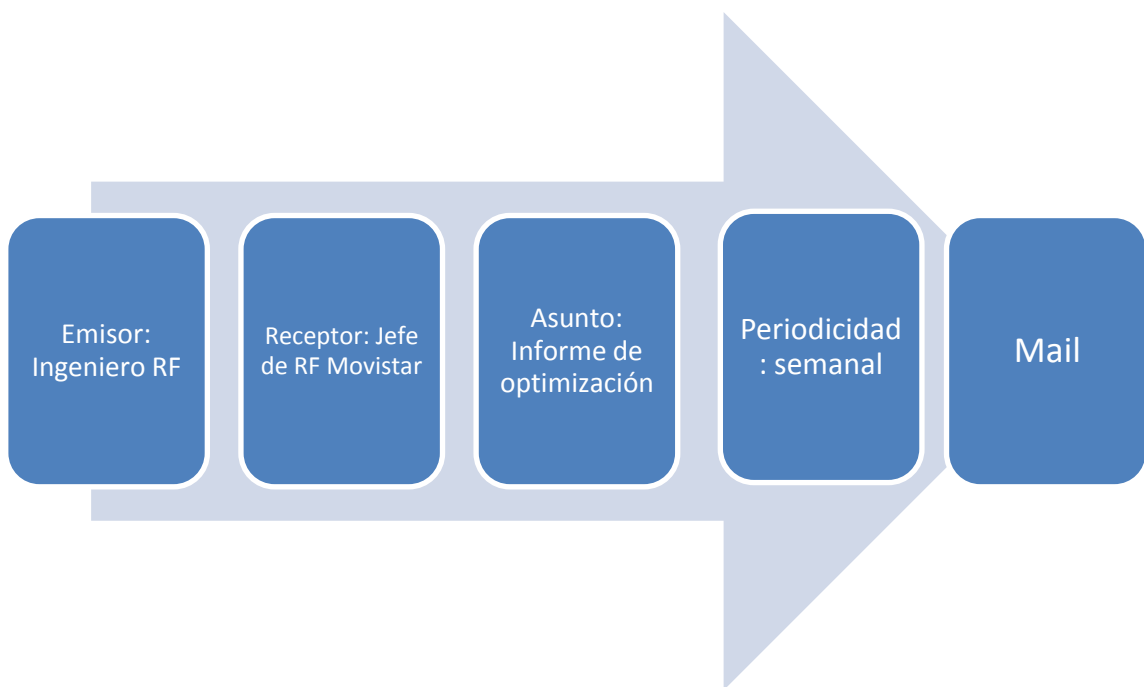 Emisor:
Ingeniero RF
Receptor: Jefe
de RF Movistar
Asunto:
Informe de
optimización
Periodicidad
: semanal
Mail